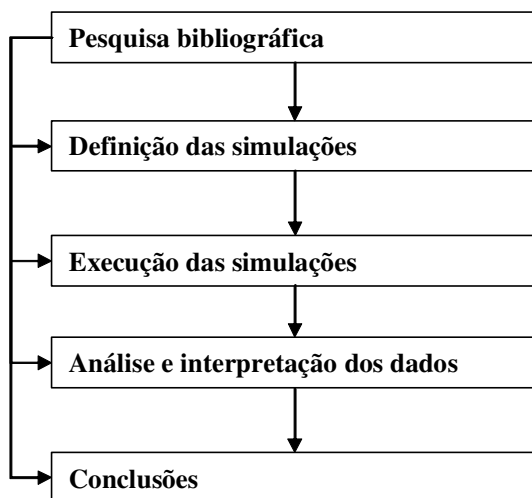 Pesquisa bibliográfica
Definição das simulações
Execução das simulações
Análise e interpretação dos dados
Conclusões